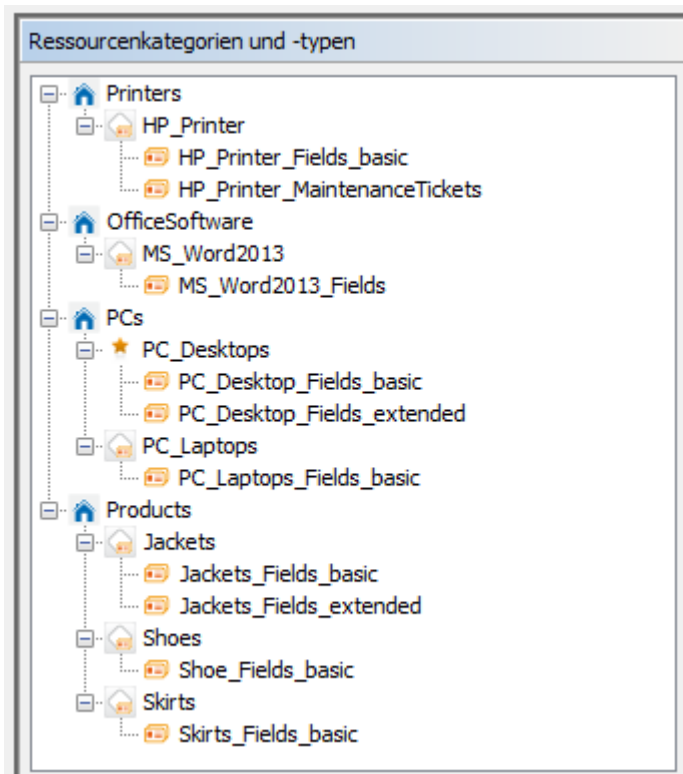 Ressourcenkategorien und -typen
Printers
HP_Printer
HP_Printer_Fields_basic
HP_Printer_MaintenanceTickets
OfficeSoftware
MS_Word2013
MS_Word2013_Fields
PCs
PC_Desktops
PC_Desktop_Fields_basic
PC_Desktop_Fields_extended
PC_Laptops
PC_Laptops_Fields_basic
Products
Jackets
Jackets_Fields_basic
Jackets_Fields_extended
Shoes
Shoe_Fields_basic
Skirts
Skirts_Fields_basic